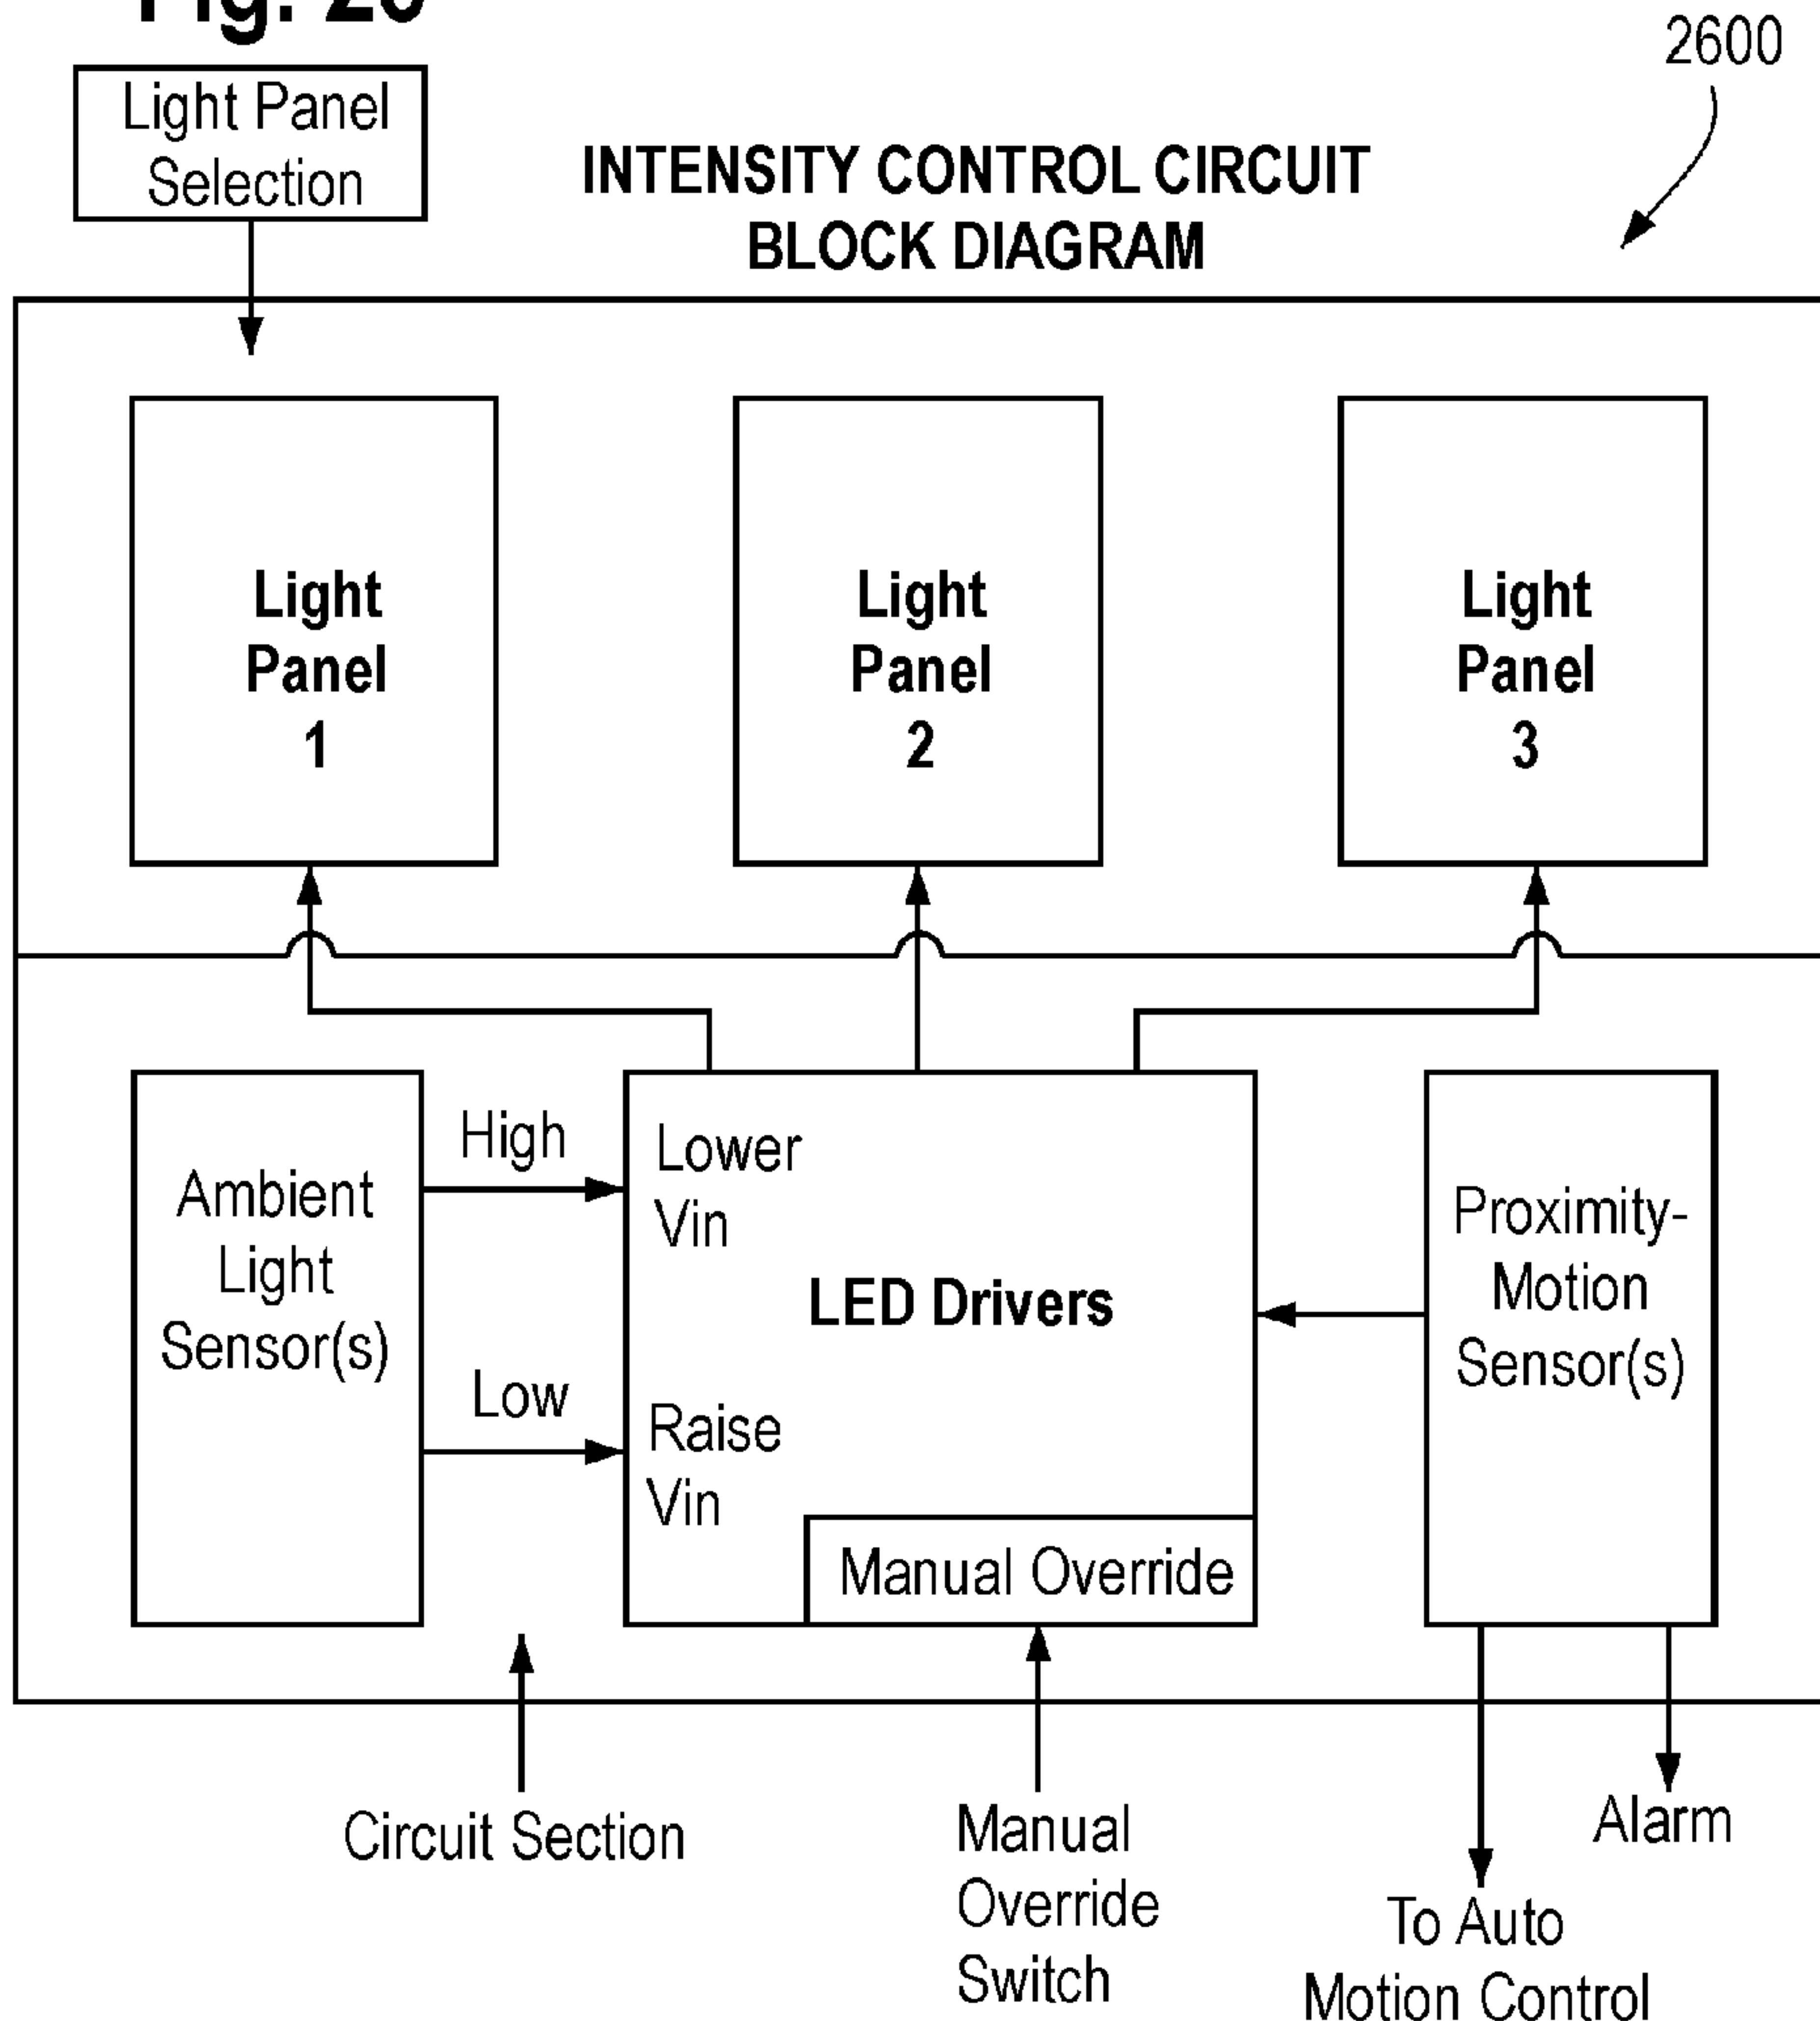 Fig. 26
2600
Light Panel
Selection
INTENSITY CONTROL CIRCUIT
BLOCK DIAGRAM
Light
Panel
1
Light
Panel
2
Light
Panel
3
Ambient
Light
Sensor(s)
High
Low
Lower
Vin
LED Drivers
Raise
Vin
Manual Override
Proximity-
Motion
Sensor(s)
Circuit Section
Manual
Override
Switch
Alarm
To Auto
Motion Control